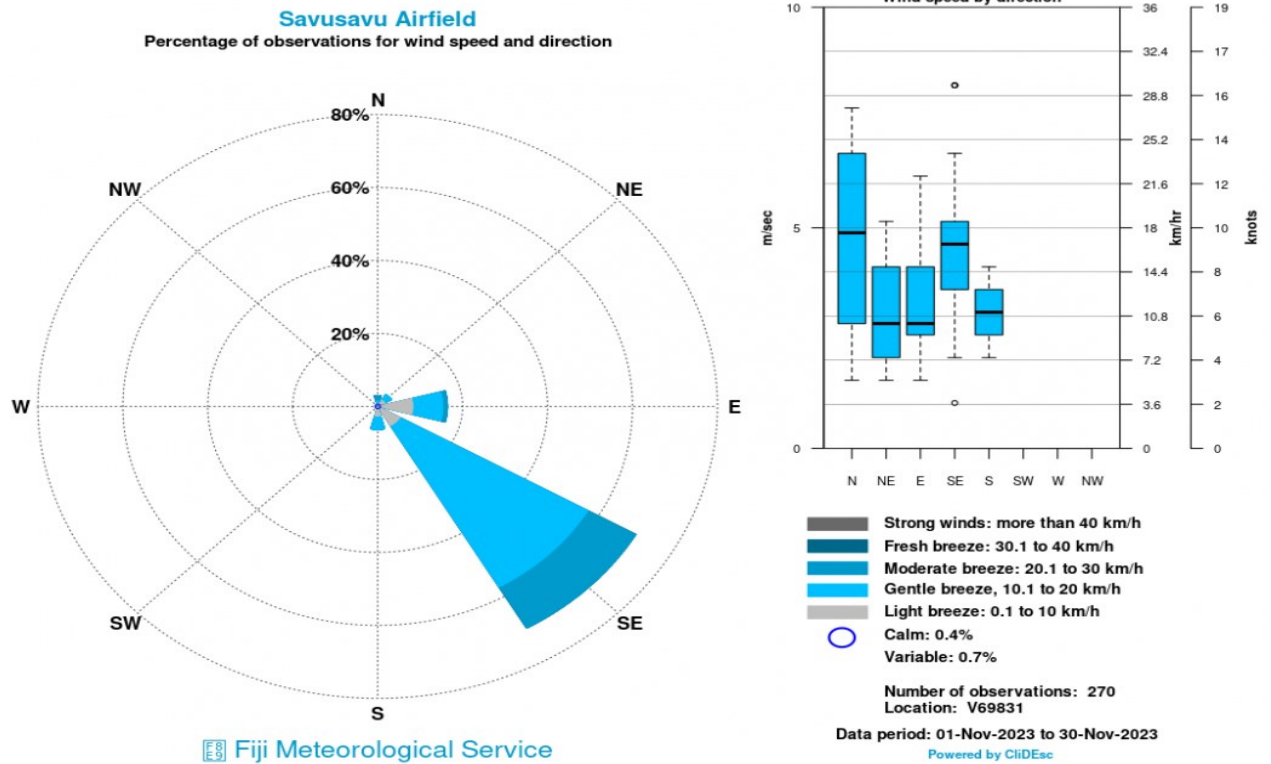 Savusavu Airfield
Percentage of observations for wind speed and direction
N
80%
NW
60%
NE
40%
20%
W
E
SW
SE
S
Fiji Meteorological Service
Wind speed by direction
10
5
0
m/sec
36
32.4
28.8
25.2
21.6
18
14.4
10.8
7.2
3.6
0
km/hr
19
17
16
14
12
10
8
6
4
2
0
knots
N NE E SE S SW W NW
Strong winds: more than 40 km/h
Fresh breeze: 30.1 to 40 km/h
Moderate breeze: 20.1 to 30 km/h
Gentle breeze, 10.1 to 20 km/h
Light breeze: 0.1 to 10 km/h
Calm: 0.4%
Variable: 0.7%
Number of observations: 270
Location: V69831
Data period: 01-Nov-2023 to 30-Nov-2023
Powered by CliDEsc